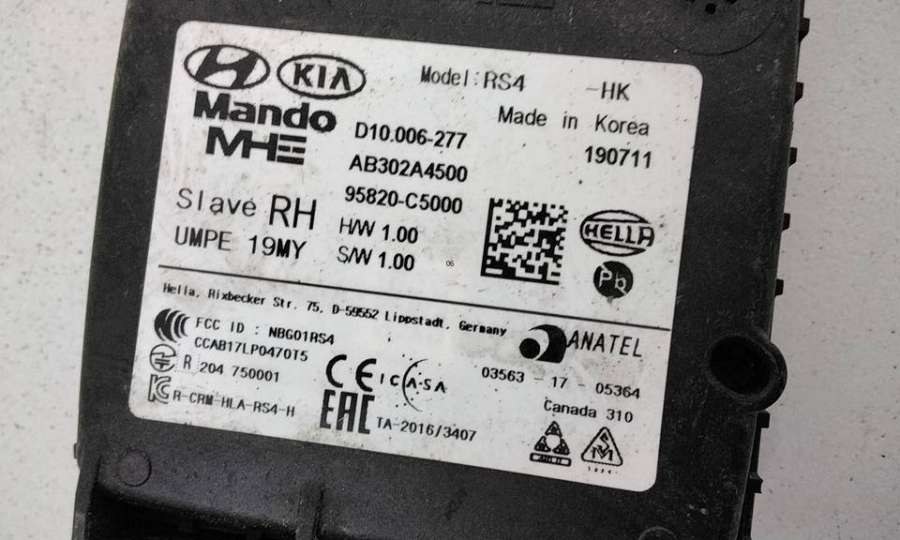 KIA
Model:RS4 -HK
Mando
MHE
Made in Korea
190711
D10.006-277
AB302A4500
95820-C5000
Slave RH
UMPE 19MY
H/W 1.00
S/W 1.00
06
HELLA
Pb
Hella, Rixbecker Str. 75, D-59552 Lippstadt, Germany
FCC ID : NBG01RS4
CCAB17LP0470T5
R 204 750001
R-CRM-HLA-RS4-H
CE
ICASA
EAC
TA-2016/3407
ANATEL
03563 - 17 - 05364
Canada 310